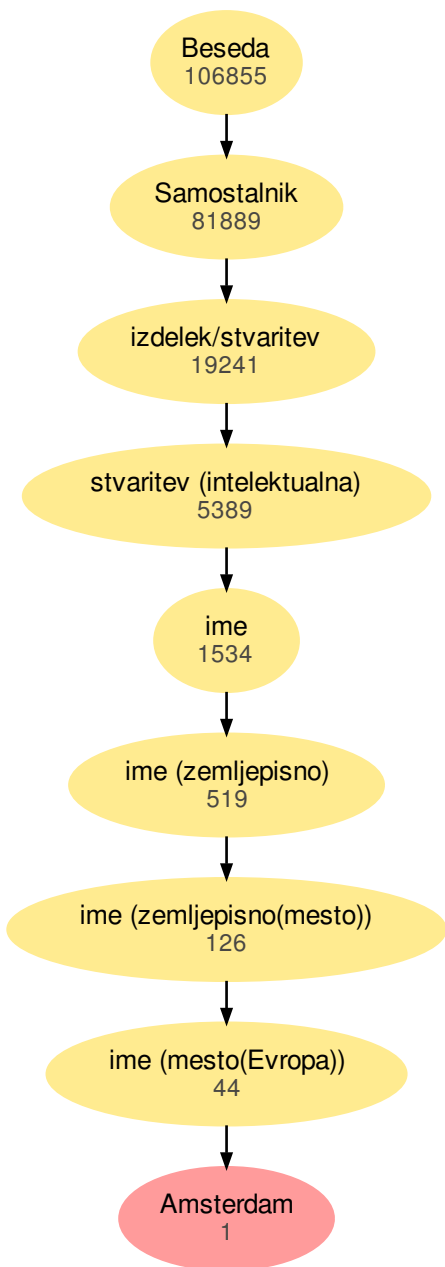 Beseda
106855
Samostalnik
81889
izdelek/stvaritev
19241
stvaritev (intelektualna)
5389
ime
1534
ime (zemljepisno)
519
ime (zemljepisno(mesto))
126
ime (mesto(Evropa))
44
Amsterdam
1